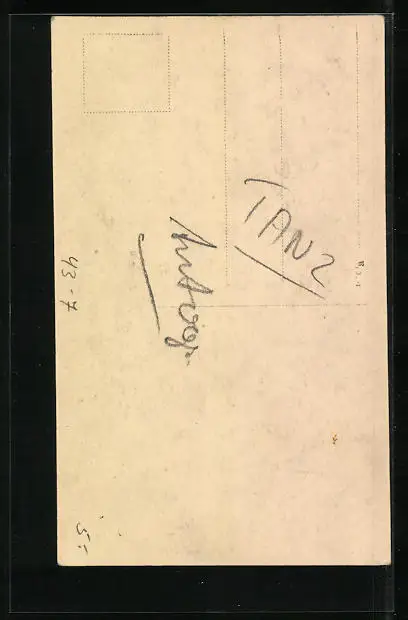 TANZ
Autogr.
43-7
5.-